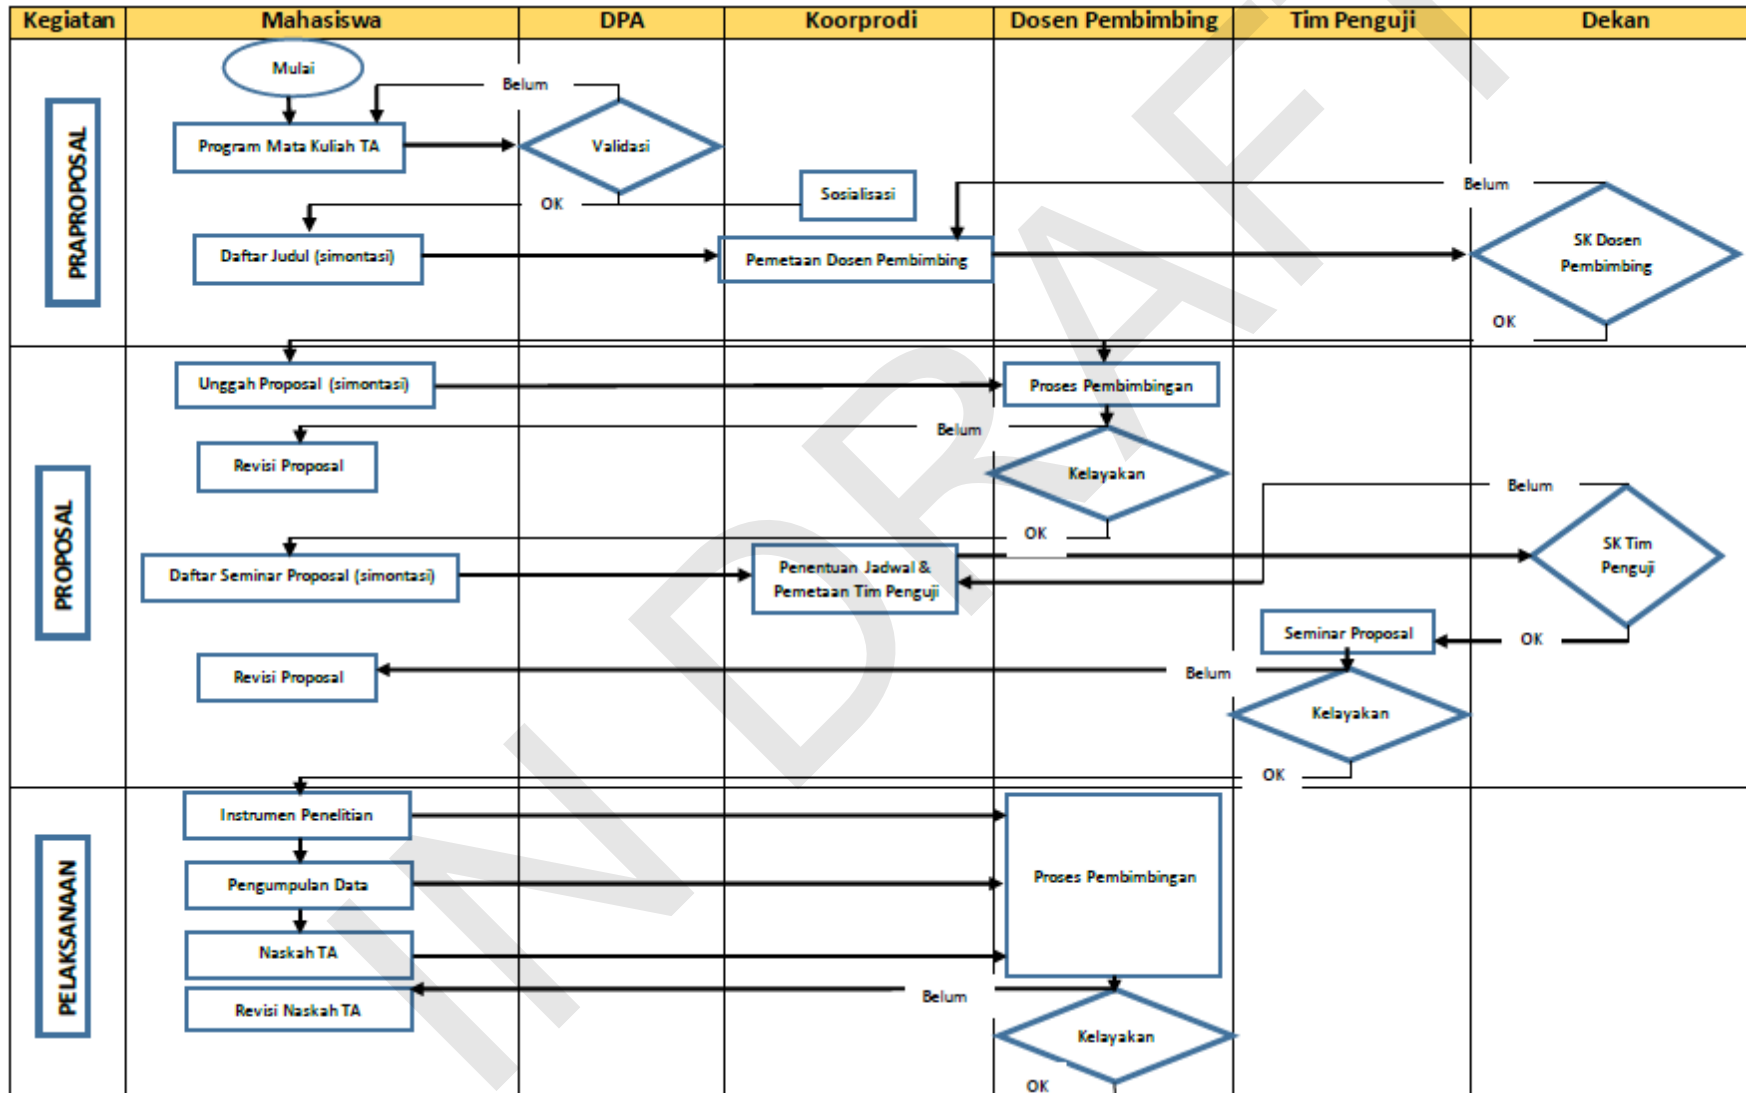 Kegiatan Mahasiswa DPA Koorprodi Dosen Pembimbing Tim Penguji Dekan
PRAPROPOSAL
Mulai
Belum
Program Mata Kuliah TA
Validasi
OK
Sosialisasi
Belum
Daftar Judul (simontasi)
Pemetaan Dosen Pembimbing
SK Dosen
Pembimbing
OK
PROPOSAL
Unggah Proposal (simontasi)
Proses Pembimbingan
Belum
Revisi Proposal
Kelayakan
OK
Belum
Daftar Seminar Proposal (simontasi)
Penentuan Jadwal &
Pemetaan Tim Penguji
SK Tim
Penguji
OK
Seminar Proposal
Belum
Revisi Proposal
Kelayakan
OK
PELAKSANAAN
Instrumen Penelitian
Pengumpulan Data
Proses Pembimbingan
Naskah TA
Belum
Revisi Naskah TA
Kelayakan
OK
IN DRAFT